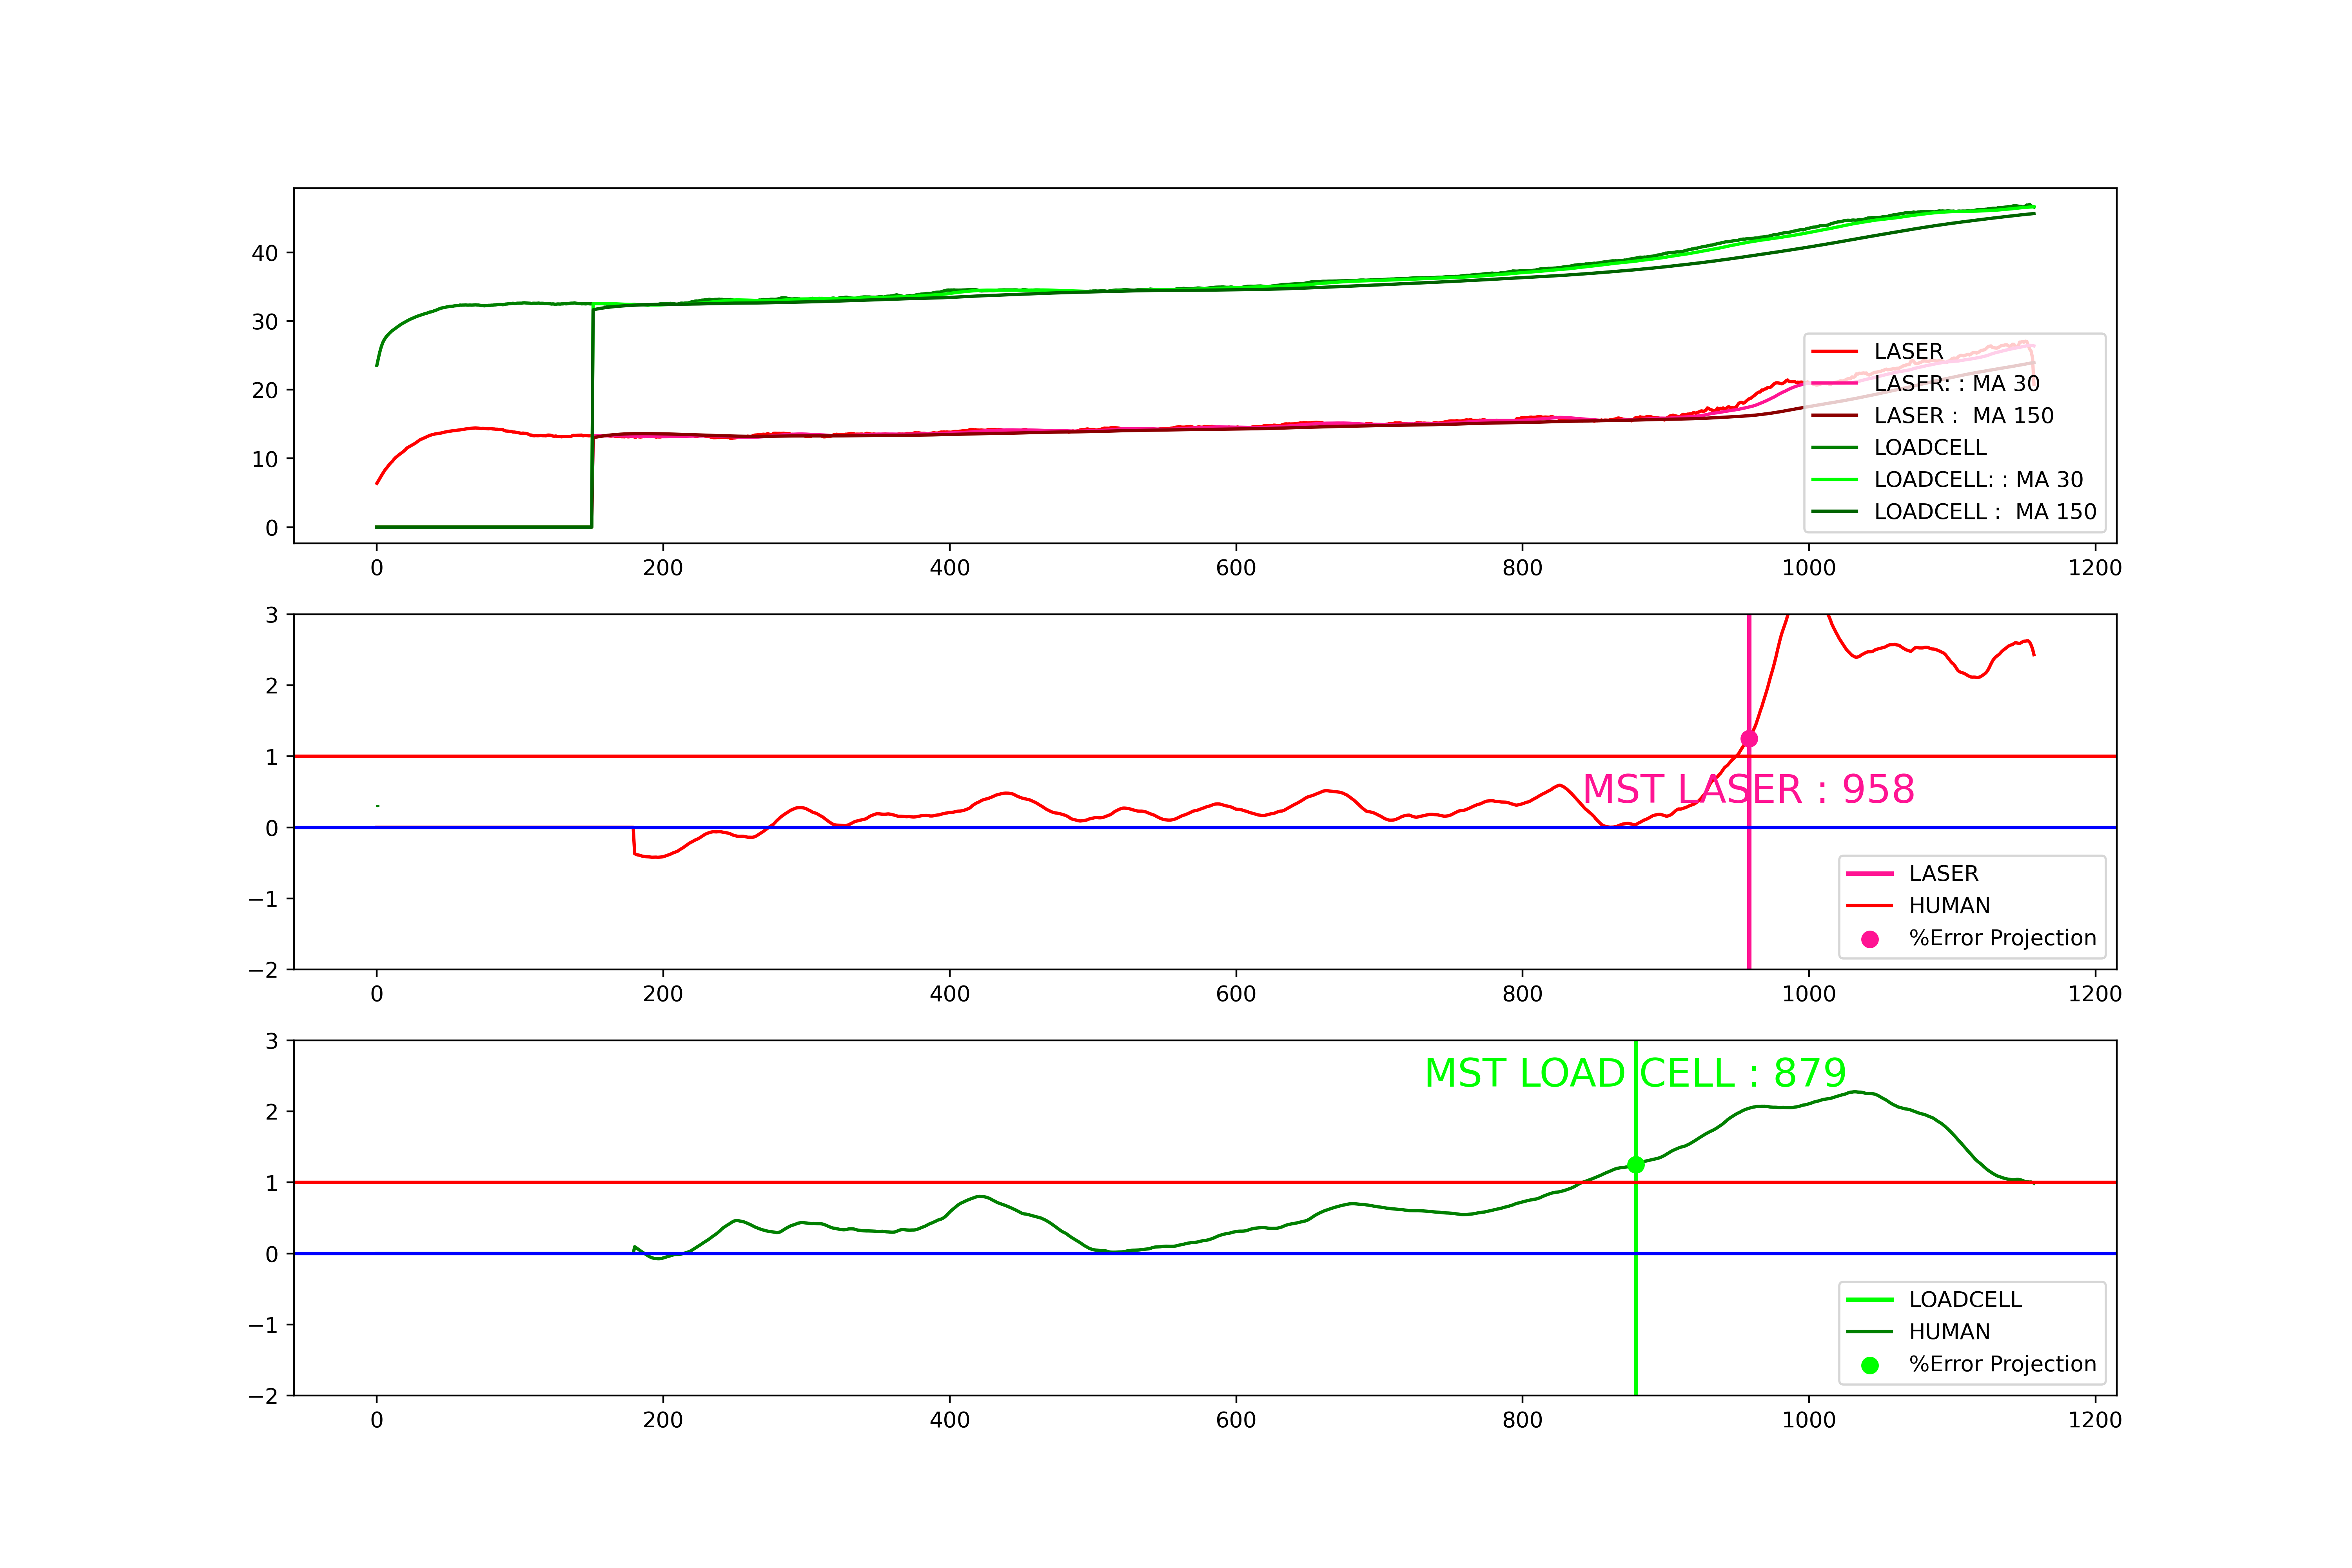 40
30
20
10
0
LASER
LASER: : MA 30
LASER :  MA 150
LOADCELL
LOADCELL: : MA 30
LOADCELL :  MA 150
0 200 400 600 800 1000 1200
3
2
1
0
−1
−2
MST LASER : 958
LASER
HUMAN
%Error Projection
0 200 400 600 800 1000 1200
3
2
1
0
−1
−2
MST LOAD CELL : 879
LOADCELL
HUMAN
%Error Projection
0 200 400 600 800 1000 1200